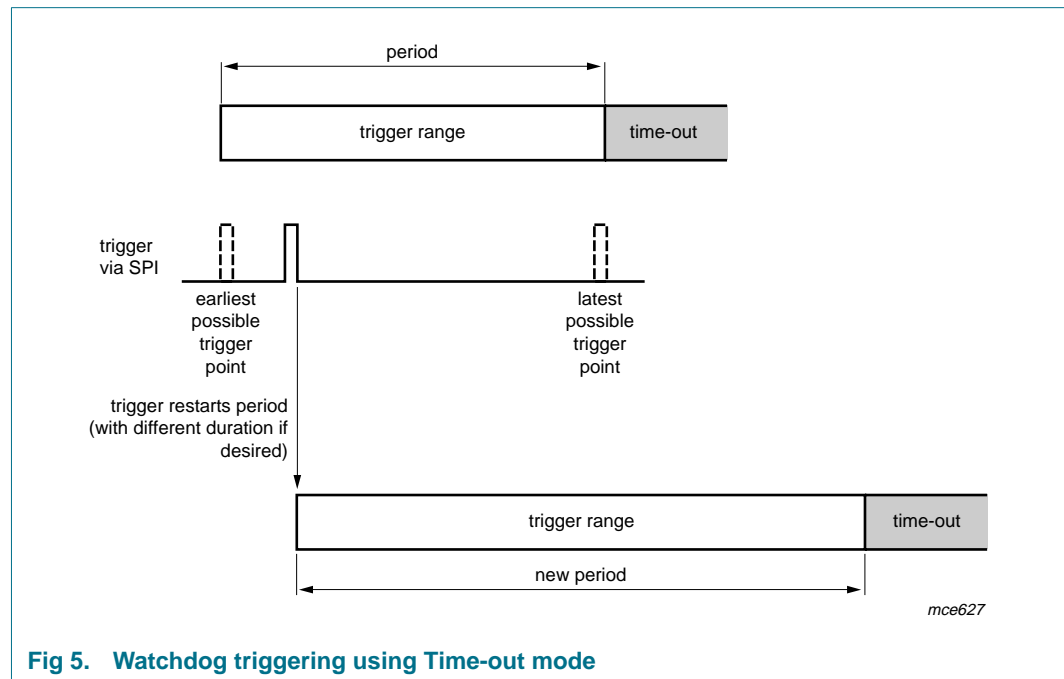 period
trigger range
time-out
trigger
via SPI
earliest
possible
trigger
point
latest
possible
trigger
point
trigger restarts period
(with different duration if
desired)
trigger range
time-out
new period
mce627
Fig 5. Watchdog triggering using Time-out mode